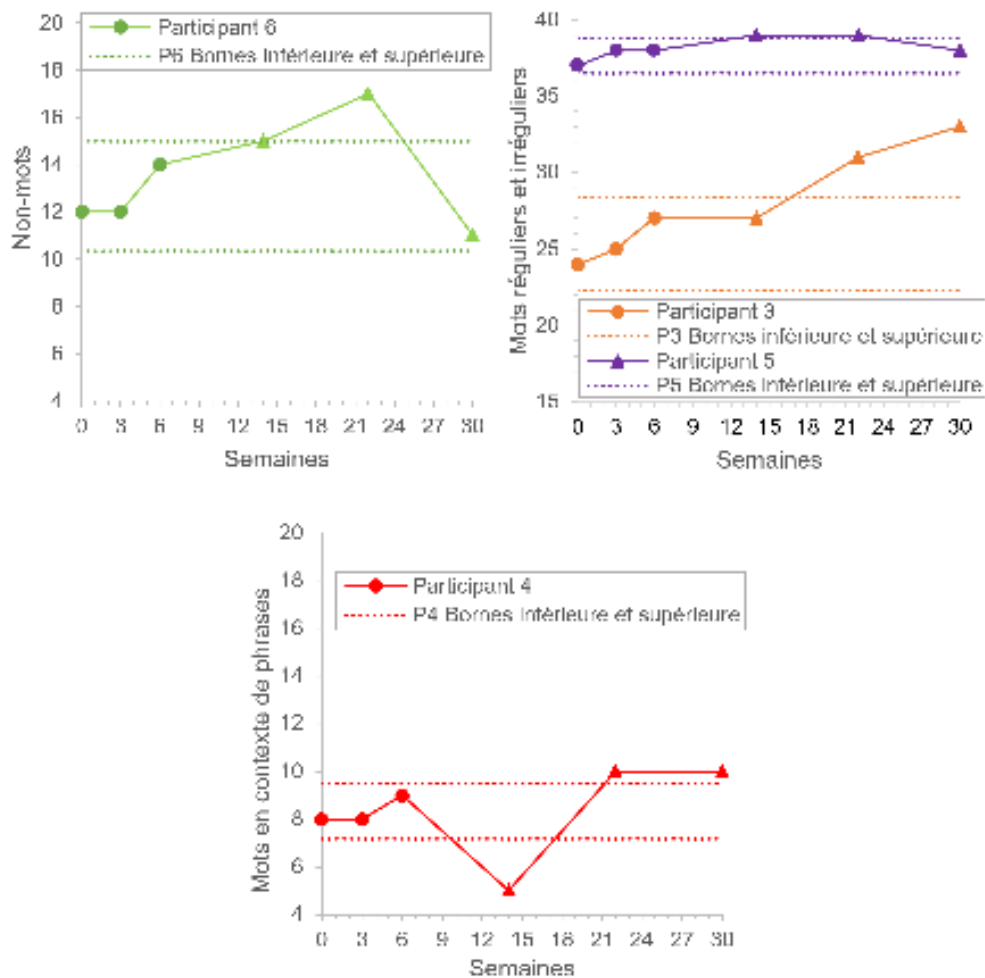 20
18
16
14
12
10
8
6
4
Non-mots
Participant 6
P6 Bornes Inférieure et supérieure
0 3 6 9 12 15 18 21 24 27 30
Semaines
40
35
30
25
20
15
Mots réguliers et irréguliers
Participant 3
P3 Bornes inférieure et supérieure
Participant 5
P5 Bornes Inférieure et supérieure
0 3 6 9 12 15 18 21 24 27 30
Semaines
20
18
16
14
12
10
8
6
4
Mots en contexte de phrases
Participant 4
P4 Bornes Inférieure et supérieure
0 3 6 9 12 15 18 21 24 27 30
Semaines